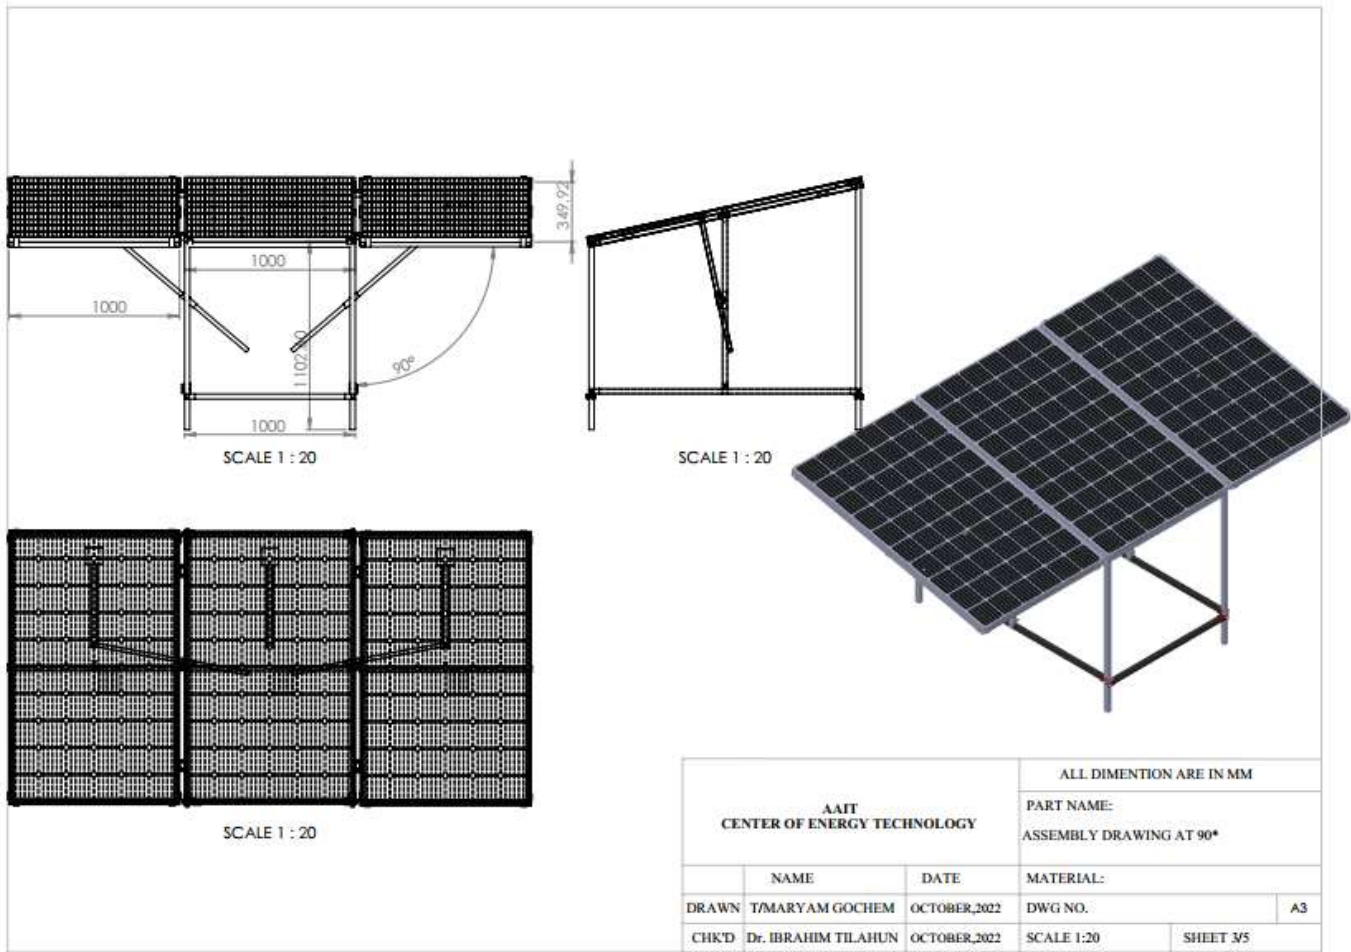 349.92
1000
1000
1102.
90°
1000
SCALE 1 : 20
SCALE 1 : 20
SCALE 1 : 20
ALL DIMENTION ARE IN MM
AAIT
CENTER OF ENERGY TECHNOLOGY
PART NAME:
ASSEMBLY DRAWING AT 90*
NAME DATE MATERIAL:
DRAWN T/MARYAM GOCHEM OCTOBER,2022 DWG NO. A3
CHK'D Dr. IBRAHIM TILAHUN OCTOBER,2022 SCALE 1:20 SHEET 3/5